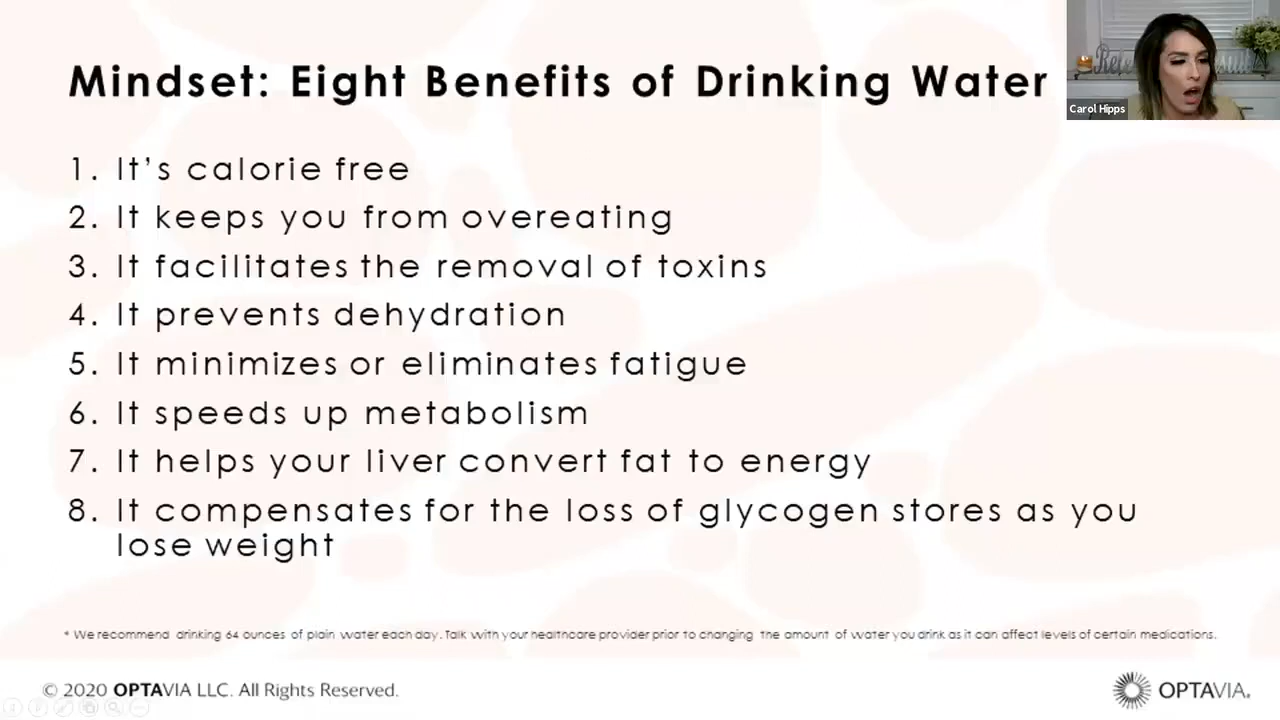 Mindset: Eight Benefits of Drinking Water
Carol Hipps
1. It's calorie free
2. It keeps you from overeating
3. It facilitates the removal of toxins
4. It prevents dehydration
5. It minimizes or eliminates fatigue
6. It speeds up metabolism
7. It helps your liver convert fat to energy
8. It compensates for the loss of glycogen stores as you
lose weight
* We recommend drinking 64 ounces of plain water each day. Talk with your healthcare provider prior to changing the amount of water you drink as it can affect levels of certain medications.
© 2020 OPTAVIA LLC. All Rights Reserved.
OPTAVIA®